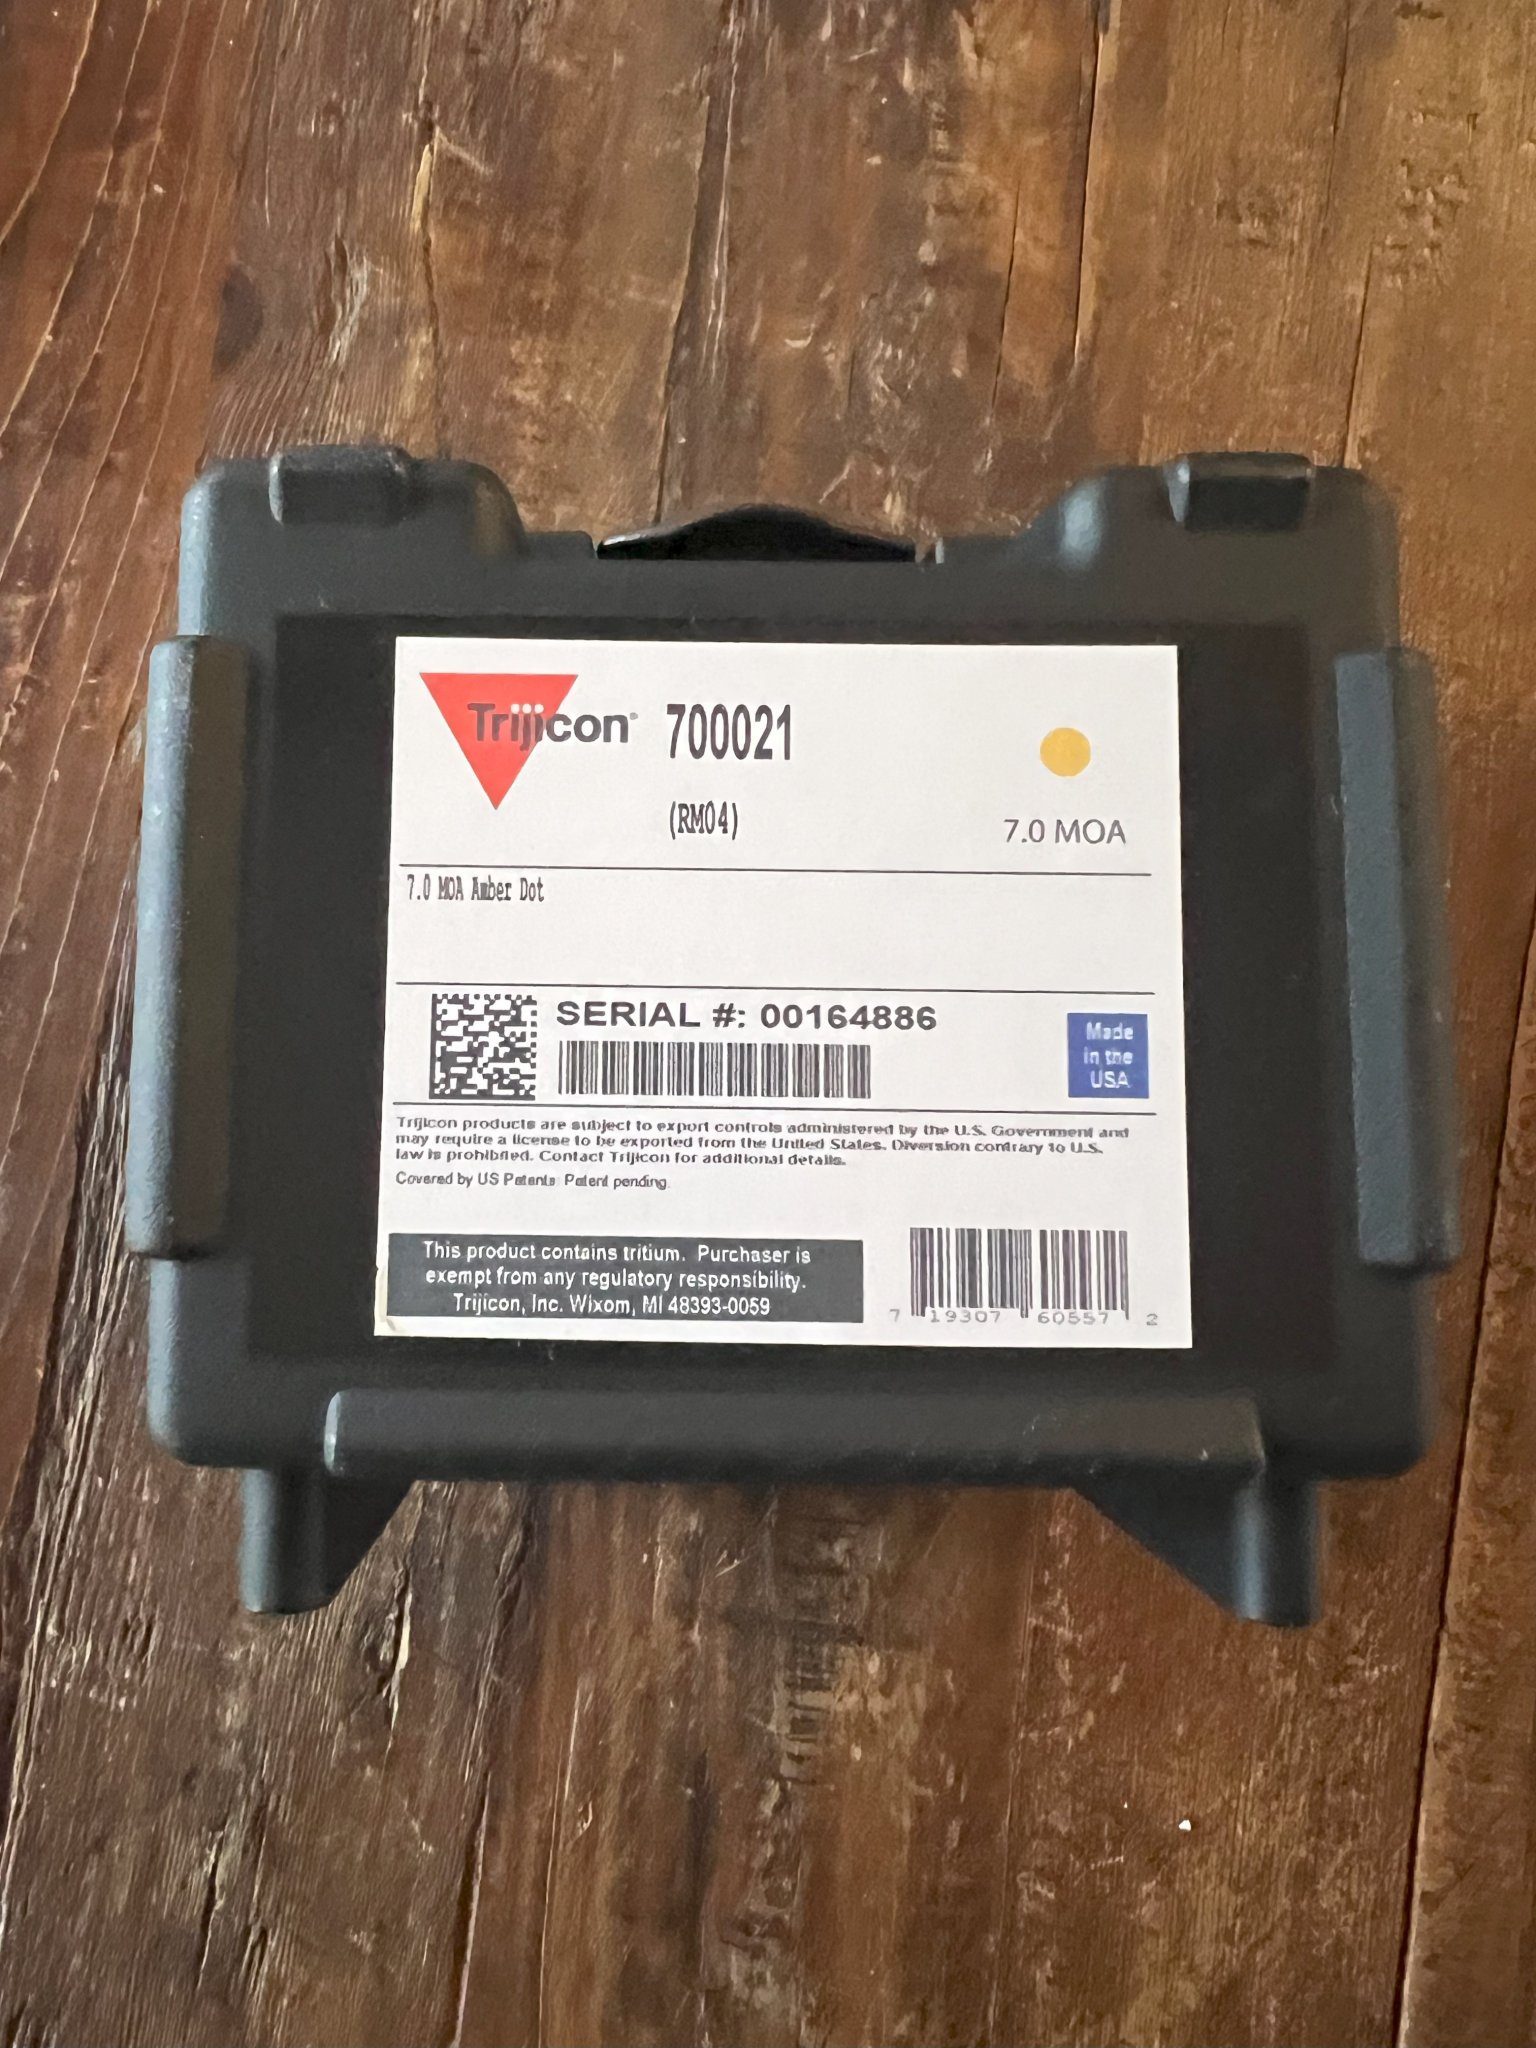 Trijicon® 700021
(RM04)
7.0 MOA
7.0 MOA Amber Dot
SERIAL #: 00164886
Made
in the
USA
Trijicon products are subject to export controls administered by the U.S. Government and
may require a license to be exported from the United States. Diversion contrary to U.S.
law is prohibited. Contact Trijicon for additional details.
Covered by US Patents. Patent pending.
This product contains tritium. Purchaser is
exempt from any regulatory responsibility.
Trijicon, Inc. Wixom, MI 48393-0059
7 19307 60557 2